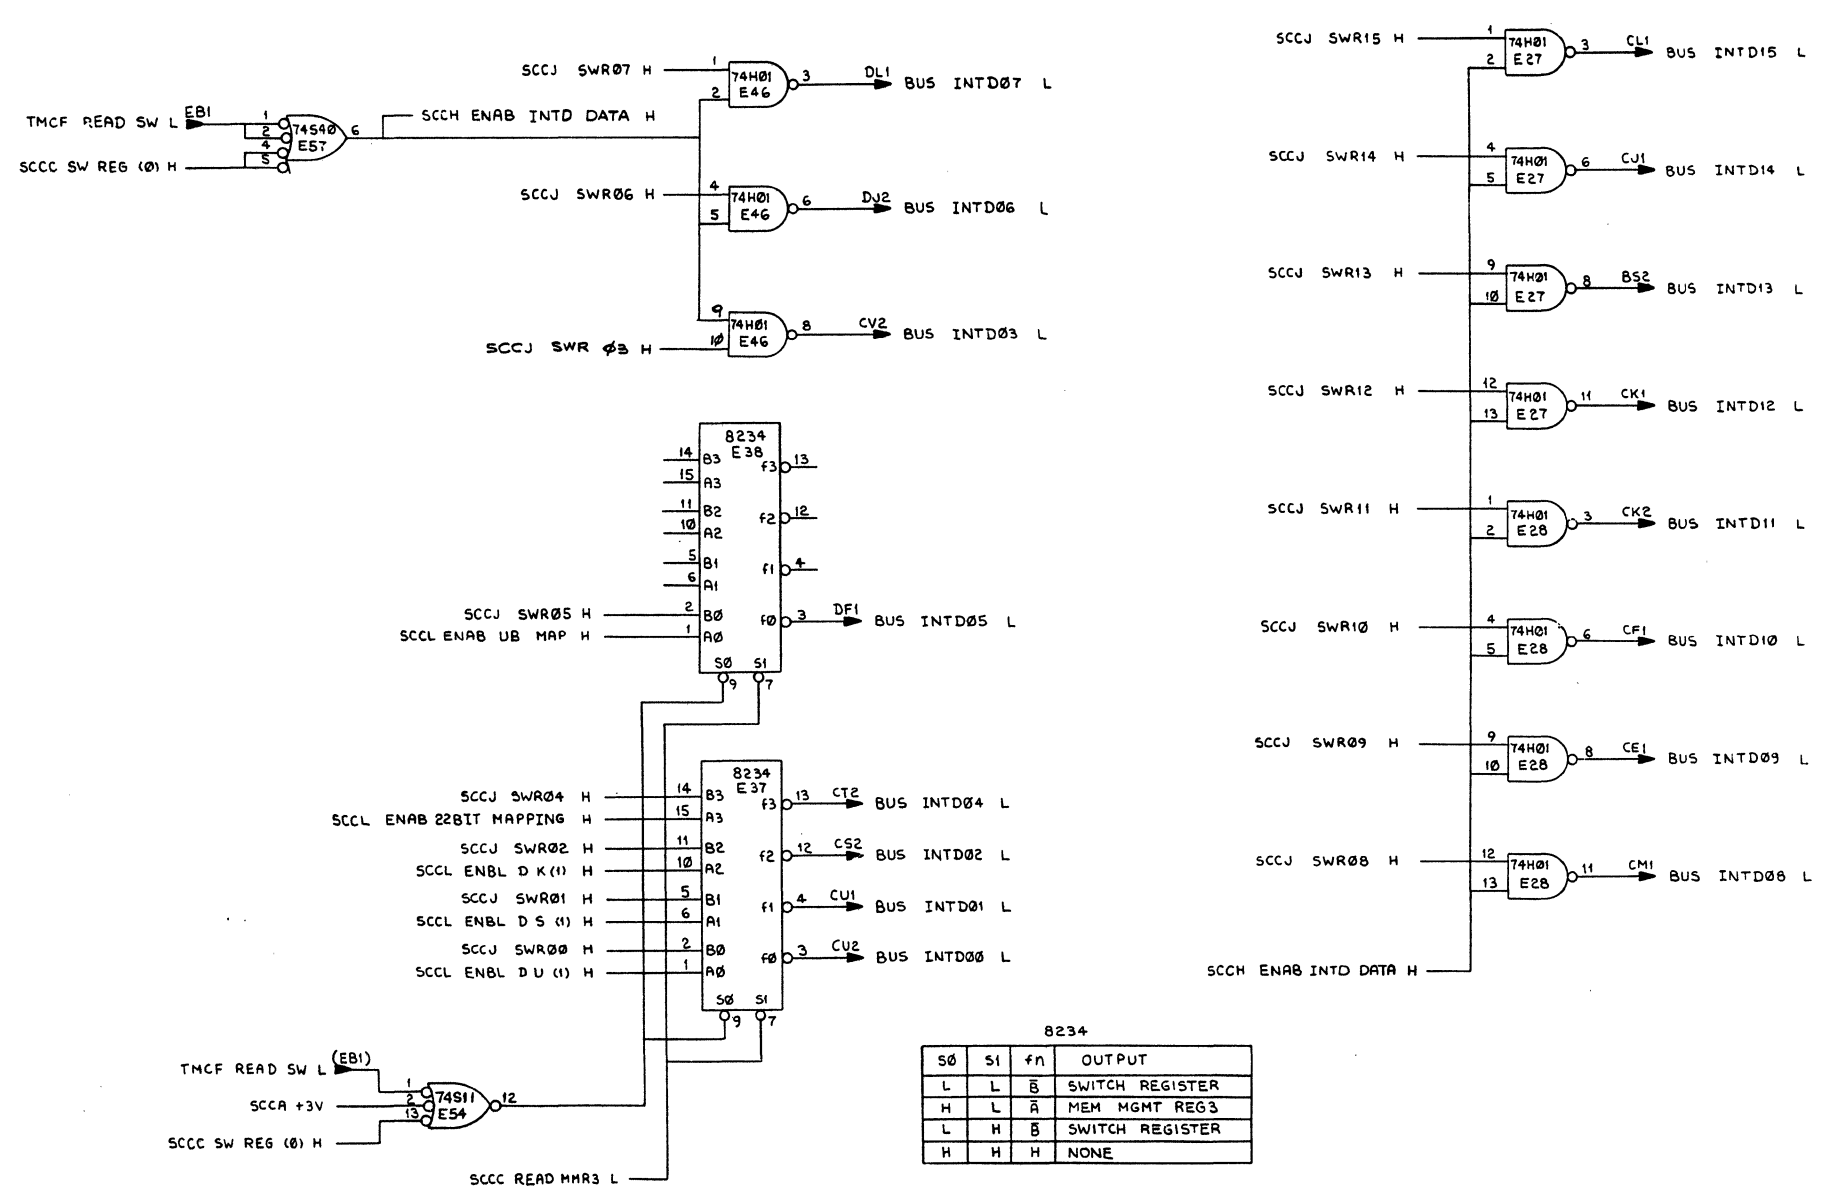 SCCJ SWR07 H 1 2 74H01 E46 3 DL1 BUS INTD07 L
TMCF READ SW L EB1 1 2 4 5 74S40 E57 6
SCCH ENAB INTD DATA H
SCCC SW REG (0) H
SCCJ SWR06 H 4 5 74H01 E46 6 DJ2 BUS INTD06 L
9 10 74H01 E46 8 CV2 BUS INTD03 L
SCCJ SWR 03 H
8234
E38
14 B3
15 A3
f3 13
11 B2
10 A2
f2 12
5 B1
6 A1
f1 4
SCCJ SWR05 H 2 B0
SCCL ENAB UB MAP H 1 A0
f0 3 DF1 BUS INTD05 L
S0 S1
9 7
8234
E37
SCCJ SWR04 H 14 B3
SCCL ENAB 22BIT MAPPING H 15 A3
f3 13 CT2 BUS INTD04 L
SCCJ SWR02 H 11 B2
SCCL ENBL D K(1) H 10 A2
f2 12 CS2 BUS INTD02 L
SCCJ SWR01 H 5 B1
SCCL ENBL D S (1) H 6 A1
f1 4 CU1 BUS INTD01 L
SCCJ SWR00 H 2 B0
SCCL ENBL D U (1) H 1 A0
f0 3 CU2 BUS INTD00 L
S0 S1
9 7
TMCF READ SW L (EB1) 1
SCCA +3V 2 74S11 12
SCCC SW REG (0) H 13 E54
SCCC READ MMR3 L
SCCJ SWR15 H 1 2 74H01 E27 3 CL1 BUS INTD15 L
SCCJ SWR14 H 4 5 74H01 E27 6 CJ1 BUS INTD14 L
SCCJ SWR13 H 9 10 74H01 E27 8 BS2 BUS INTD13 L
SCCJ SWR12 H 12 13 74H01 E27 11 CK1 BUS INTD12 L
SCCJ SWR11 H 1 2 74H01 E28 3 CK2 BUS INTD11 L
SCCJ SWR10 H 4 5 74H01 E28 6 CF1 BUS INTD10 L
SCCJ SWR09 H 9 10 74H01 E28 8 CE1 BUS INTD09 L
SCCJ SWR08 H 12 13 74H01 E28 11 CM1 BUS INTD08 L
SCCH ENAB INTD DATA H
8234
S0 S1 fn OUTPUT
L L B̅ SWITCH REGISTER
H L A̅ MEM MGMT REG3
L H B̅ SWITCH REGISTER
H H H NONE